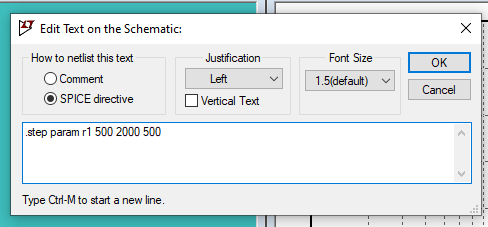 Edit Text on the Schematic:
How to netlist this text
Comment
SPICE directive
Justification
Left
Vertical Text
Font Size
1.5(default)
OK
Cancel
.step param r1 500 2000 500
Type Ctrl-M to start a new line.